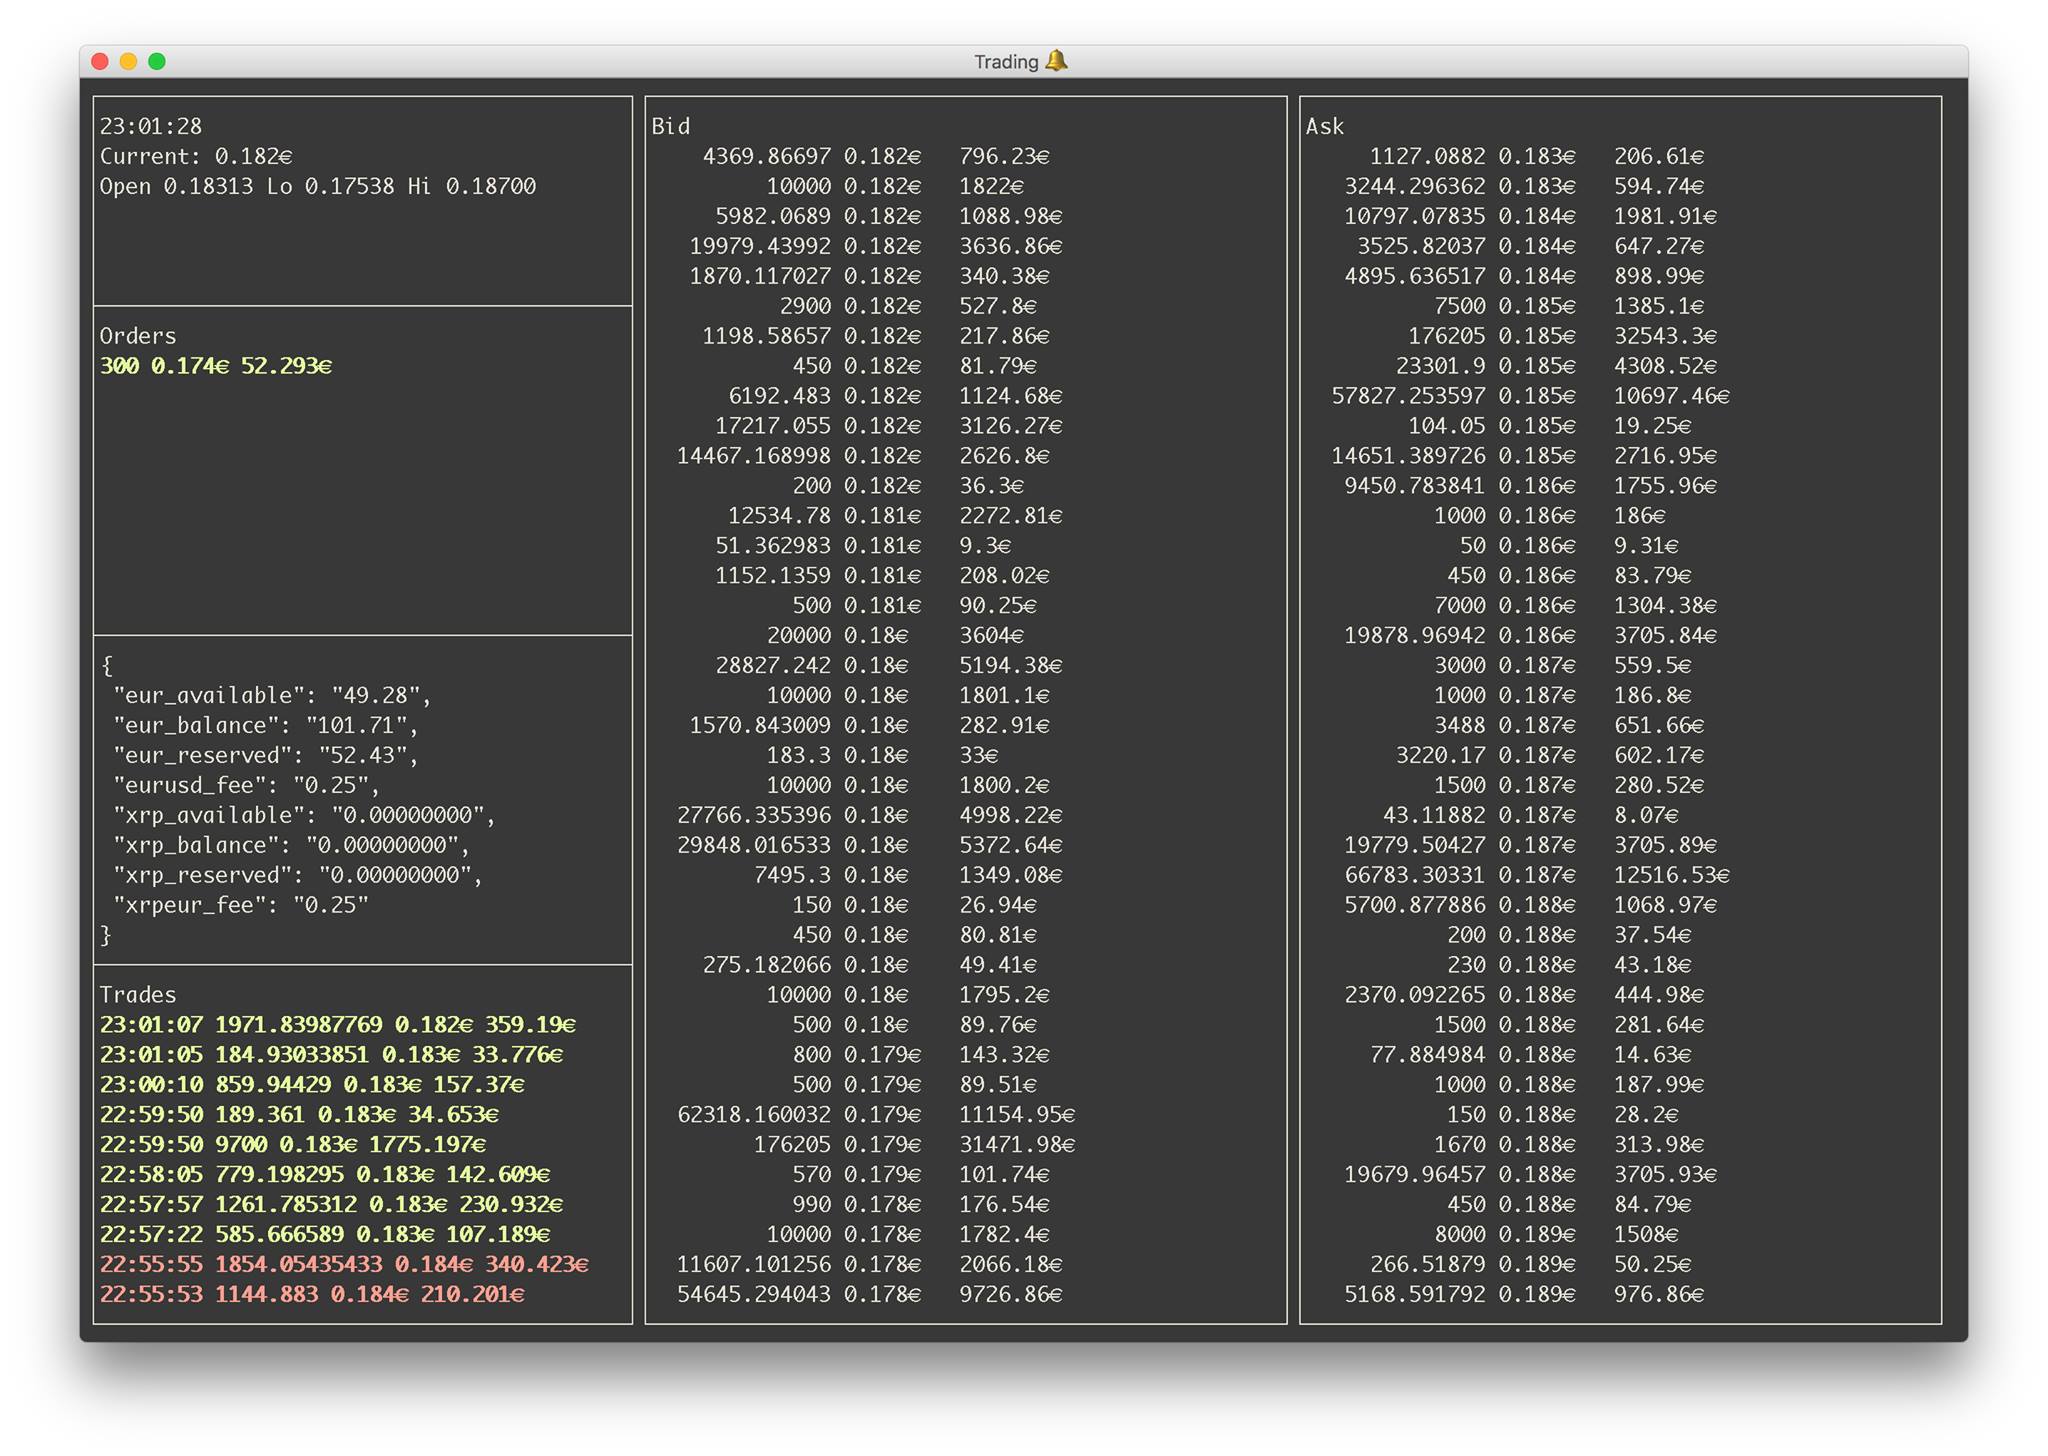 Trading 🔔
23:01:28
Current: 0.182€
Open 0.18313 Lo 0.17538 Hi 0.18700
Orders
300 0.174€ 52.293€
{
"eur_available": "49.28",
"eur_balance": "101.71",
"eur_reserved": "52.43",
"eurusd_fee": "0.25",
"xrp_available": "0.00000000",
"xrp_balance": "0.00000000",
"xrp_reserved": "0.00000000",
"xrpeur_fee": "0.25"
}
Trades
23:01:07 1971.83987769 0.182€ 359.19€
23:01:05 184.93033851 0.183€ 33.776€
23:00:10 859.94429 0.183€ 157.37€
22:59:50 189.361 0.183€ 34.653€
22:59:50 9700 0.183€ 1775.197€
22:58:05 779.198295 0.183€ 142.609€
22:57:57 1261.785312 0.183€ 230.932€
22:57:22 585.666589 0.183€ 107.189€
22:55:55 1854.05435433 0.184€ 340.423€
22:55:53 1144.883 0.184€ 210.201€
Bid
4369.86697 0.182€ 796.23€
10000 0.182€ 1822€
5982.0689 0.182€ 1088.98€
19979.43992 0.182€ 3636.86€
1870.117027 0.182€ 340.38€
2900 0.182€ 527.8€
1198.58657 0.182€ 217.86€
450 0.182€ 81.79€
6192.483 0.182€ 1124.68€
17217.055 0.182€ 3126.27€
14467.168998 0.182€ 2626.8€
200 0.182€ 36.3€
12534.78 0.181€ 2272.81€
51.362983 0.181€ 9.3€
1152.1359 0.181€ 208.02€
500 0.181€ 90.25€
20000 0.18€ 3604€
28827.242 0.18€ 5194.38€
10000 0.18€ 1801.1€
1570.843009 0.18€ 282.91€
183.3 0.18€ 33€
10000 0.18€ 1800.2€
27766.335396 0.18€ 4998.22€
29848.016533 0.18€ 5372.64€
7495.3 0.18€ 1349.08€
150 0.18€ 26.94€
450 0.18€ 80.81€
275.182066 0.18€ 49.41€
10000 0.18€ 1795.2€
500 0.18€ 89.76€
800 0.179€ 143.32€
500 0.179€ 89.51€
62318.160032 0.179€ 11154.95€
176205 0.179€ 31471.98€
570 0.179€ 101.74€
990 0.178€ 176.54€
10000 0.178€ 1782.4€
11607.101256 0.178€ 2066.18€
54645.294043 0.178€ 9726.86€
Ask
1127.0882 0.183€ 206.61€
3244.296362 0.183€ 594.74€
10797.07835 0.184€ 1981.91€
3525.82037 0.184€ 647.27€
4895.636517 0.184€ 898.99€
7500 0.185€ 1385.1€
176205 0.185€ 32543.3€
23301.9 0.185€ 4308.52€
57827.253597 0.185€ 10697.46€
104.05 0.185€ 19.25€
14651.389726 0.185€ 2716.95€
9450.783841 0.186€ 1755.96€
1000 0.186€ 186€
50 0.186€ 9.31€
450 0.186€ 83.79€
7000 0.186€ 1304.38€
19878.96942 0.186€ 3705.84€
3000 0.187€ 559.5€
1000 0.187€ 186.8€
3488 0.187€ 651.66€
3220.17 0.187€ 602.17€
1500 0.187€ 280.52€
43.11882 0.187€ 8.07€
19779.50427 0.187€ 3705.89€
66783.30331 0.187€ 12516.53€
5700.877886 0.188€ 1068.97€
200 0.188€ 37.54€
230 0.188€ 43.18€
2370.092265 0.188€ 444.98€
1500 0.188€ 281.64€
77.884984 0.188€ 14.63€
1000 0.188€ 187.99€
150 0.188€ 28.2€
1670 0.188€ 313.98€
19679.96457 0.188€ 3705.93€
450 0.188€ 84.79€
8000 0.189€ 1508€
266.51879 0.189€ 50.25€
5168.591792 0.189€ 976.86€